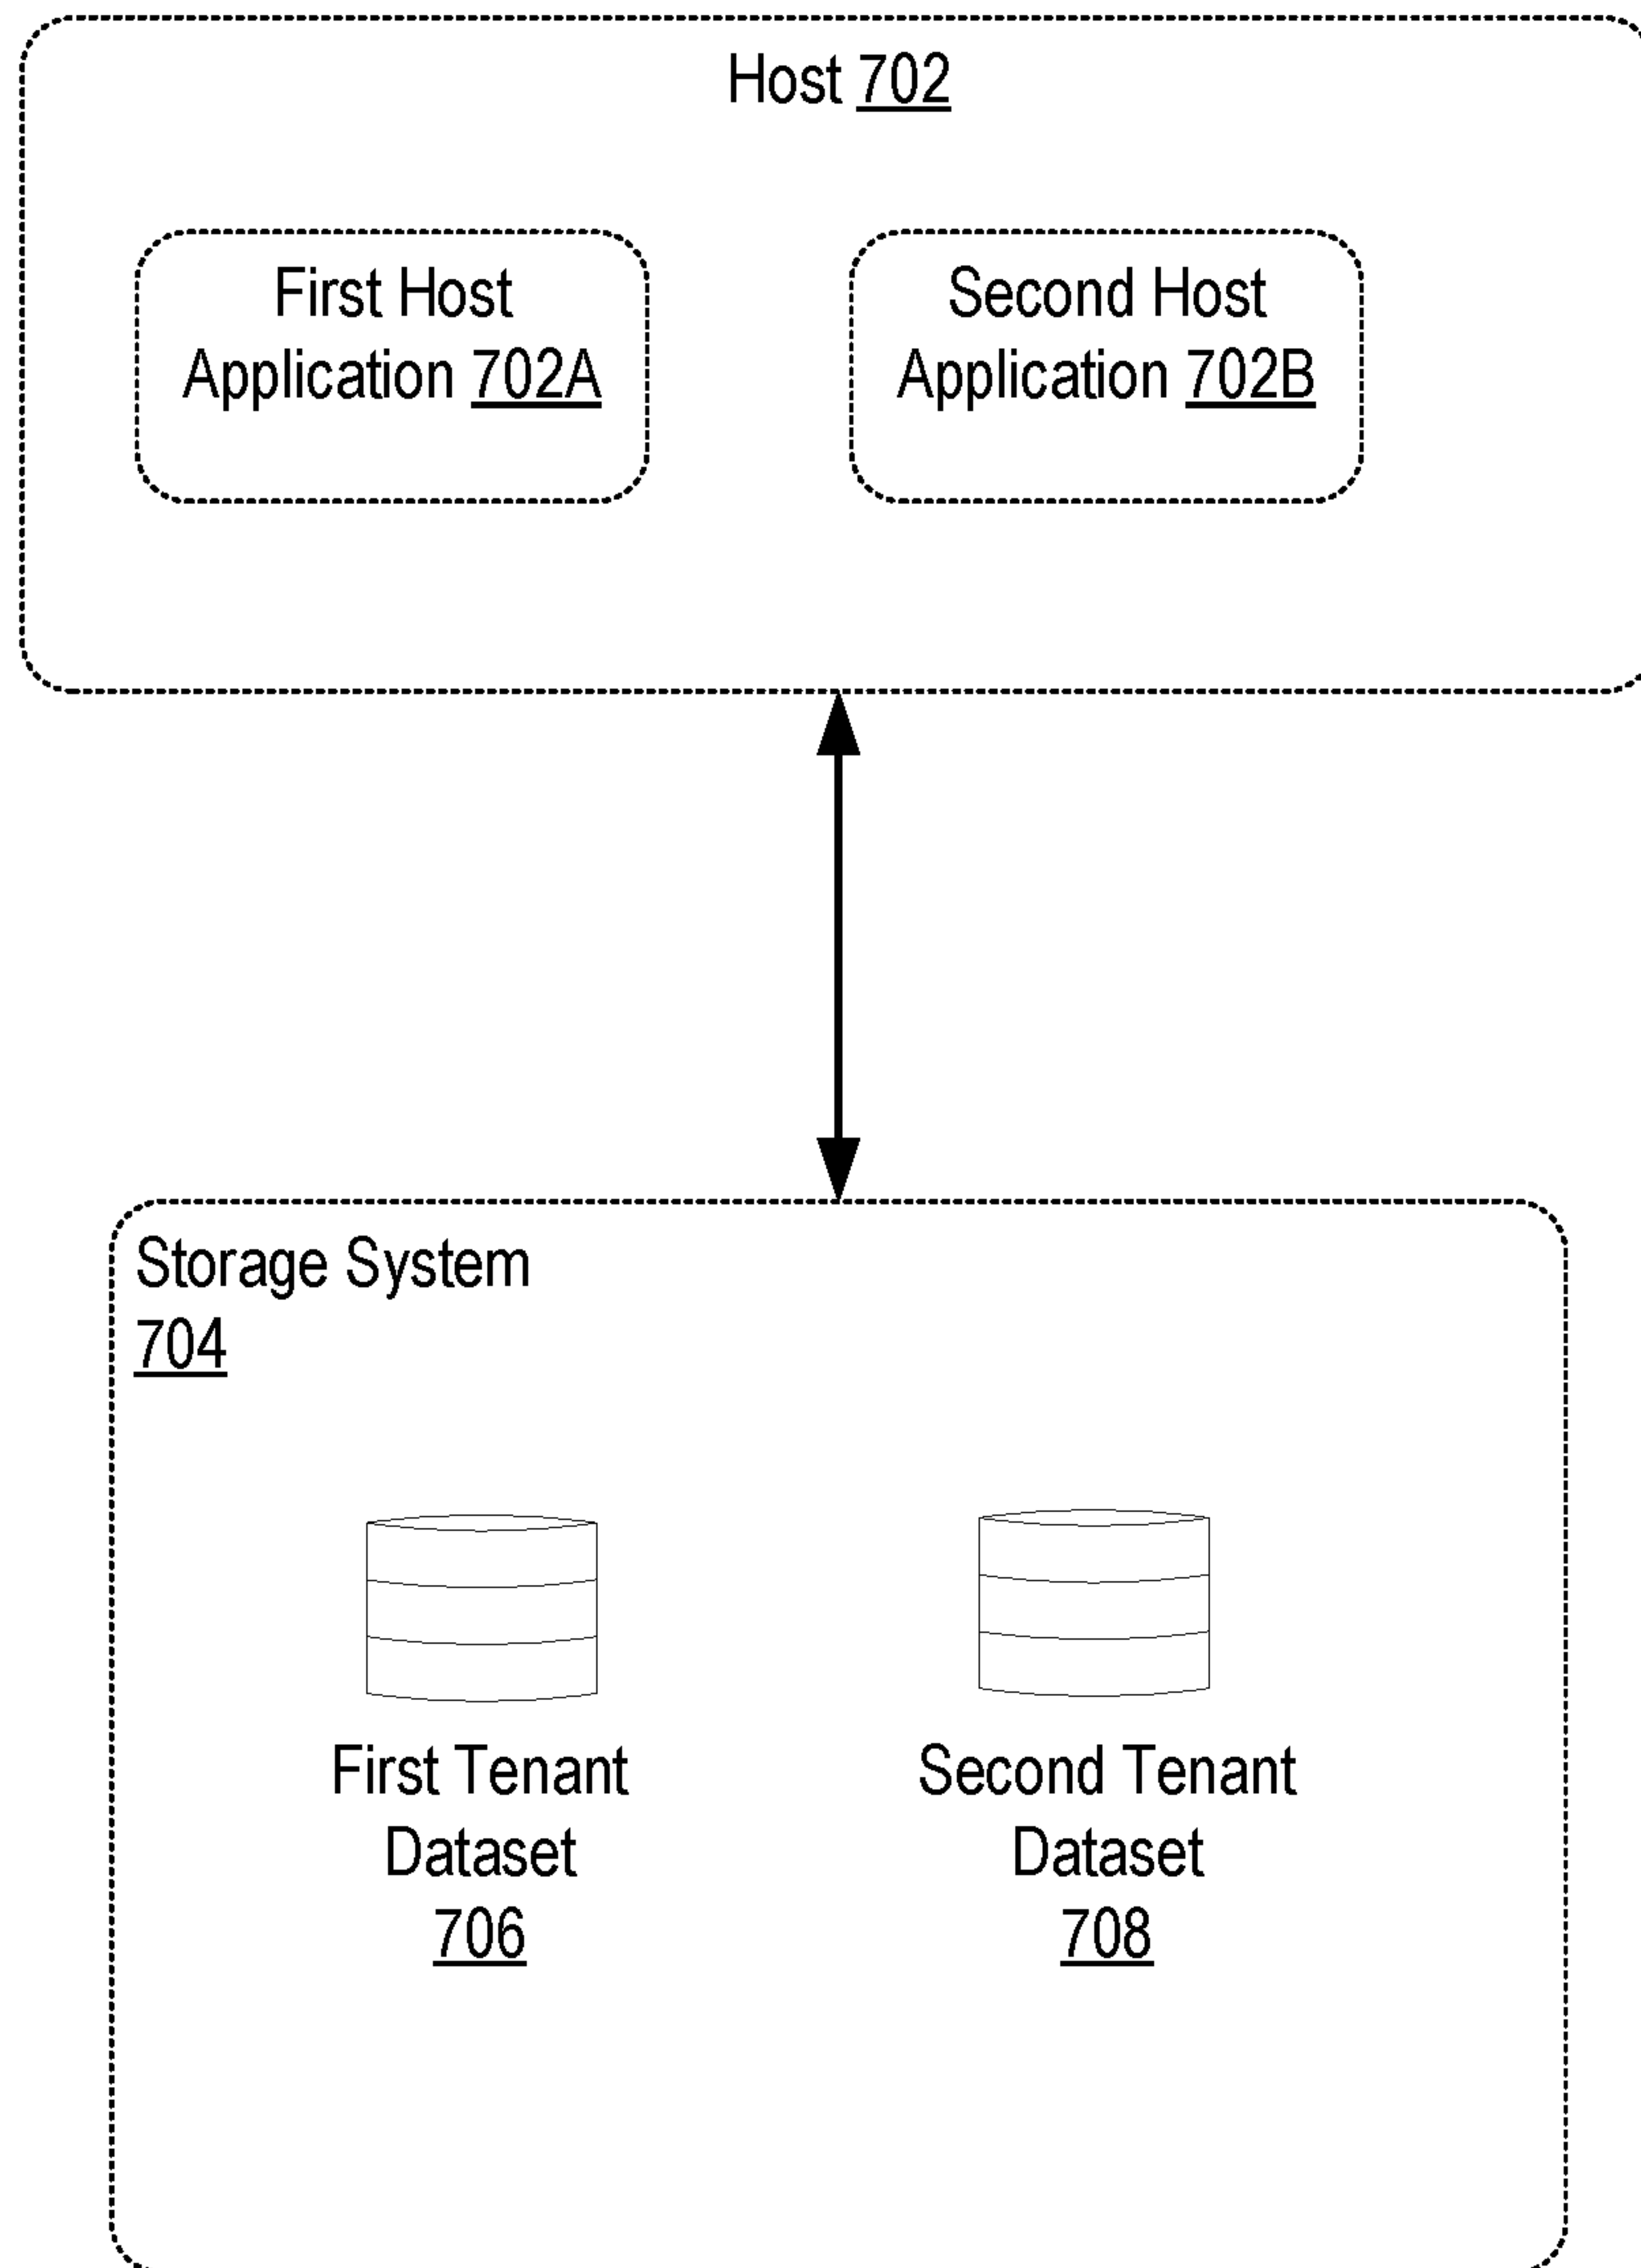 Host 702
First Host
Application 702A
Second Host
Application 702B
Storage System
704
First Tenant
Dataset
706
Second Tenant
Dataset
708